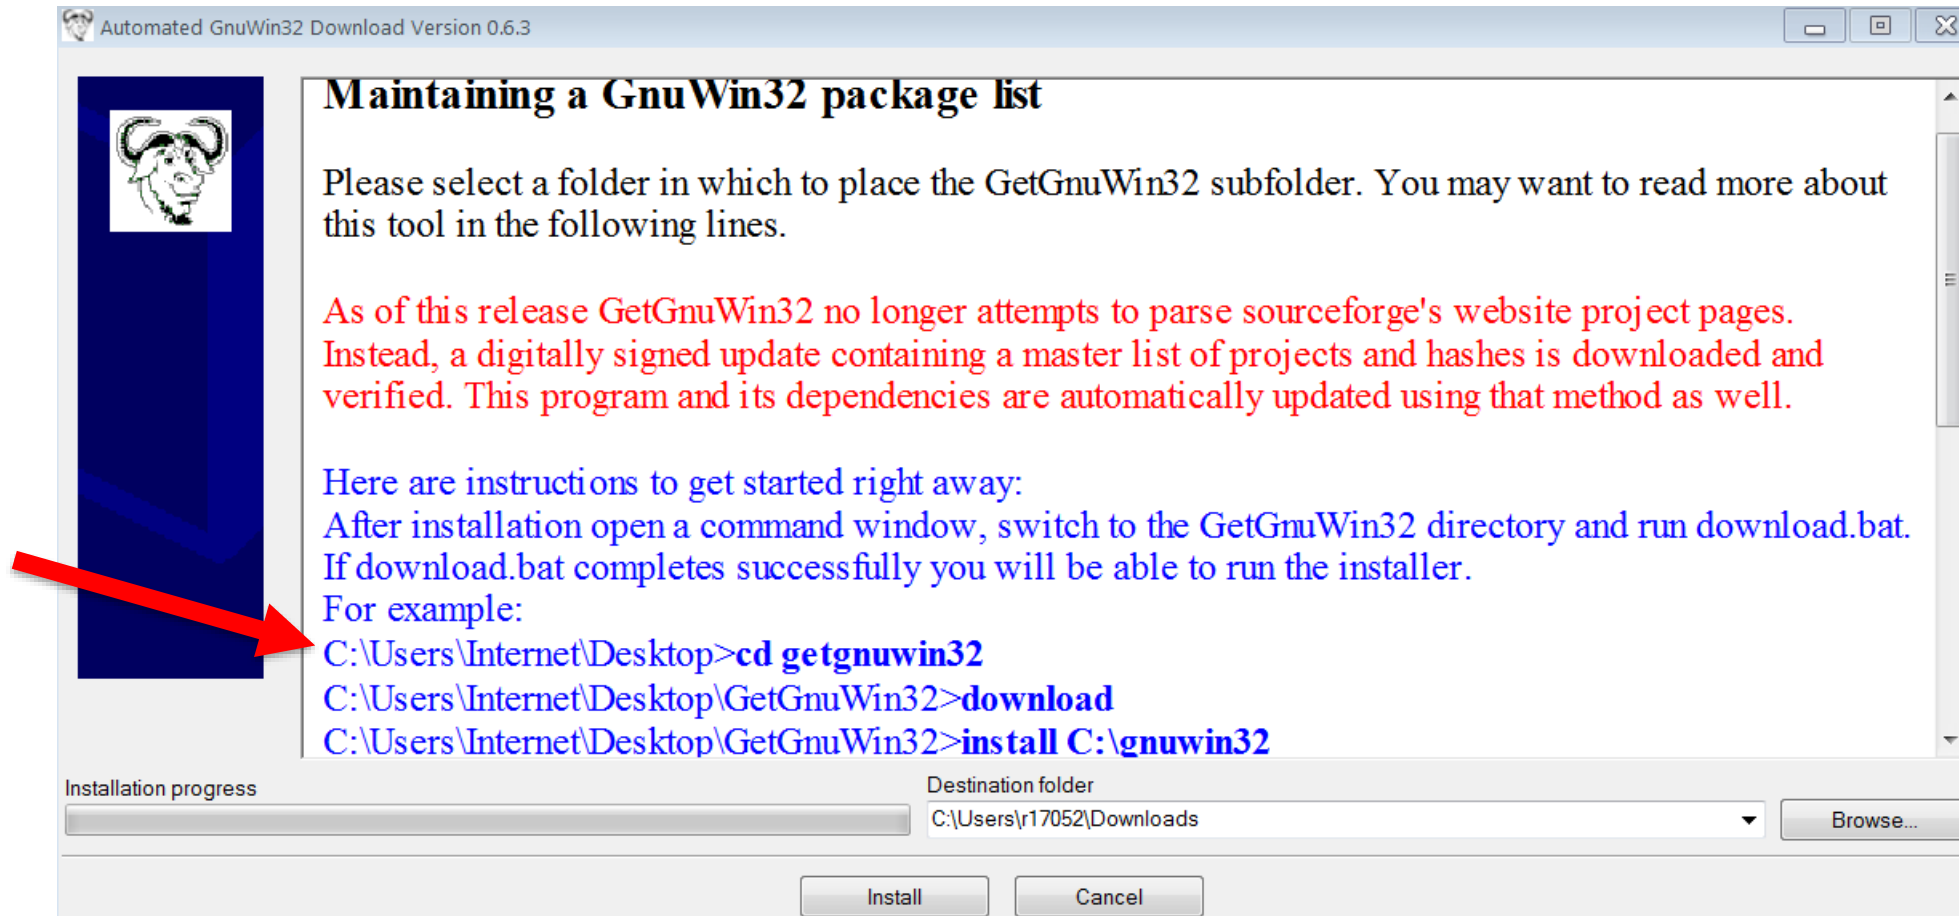 Automated GnuWin32 Download Version 0.6.3
Maintaining a GnuWin32 package list
Please select a folder in which to place the GetGnuWin32 subfolder. You may want to read more about
this tool in the following lines.
As of this release GetGnuWin32 no longer attempts to parse sourceforge's website project pages.
Instead, a digitally signed update containing a master list of projects and hashes is downloaded and
verified. This program and its dependencies are automatically updated using that method as well.
Here are instructions to get started right away:
After installation open a command window, switch to the GetGnuWin32 directory and run download.bat.
If download.bat completes successfully you will be able to run the installer.
For example:
C:\Users\Internet\Desktop>cd getgnuwin32
C:\Users\Internet\Desktop\GetGnuWin32>download
C:\Users\Internet\Desktop\GetGnuWin32>install C:\gnuwin32
Installation progress
Destination folder
C:\Users\r17052\Downloads
Browse...
Install
Cancel